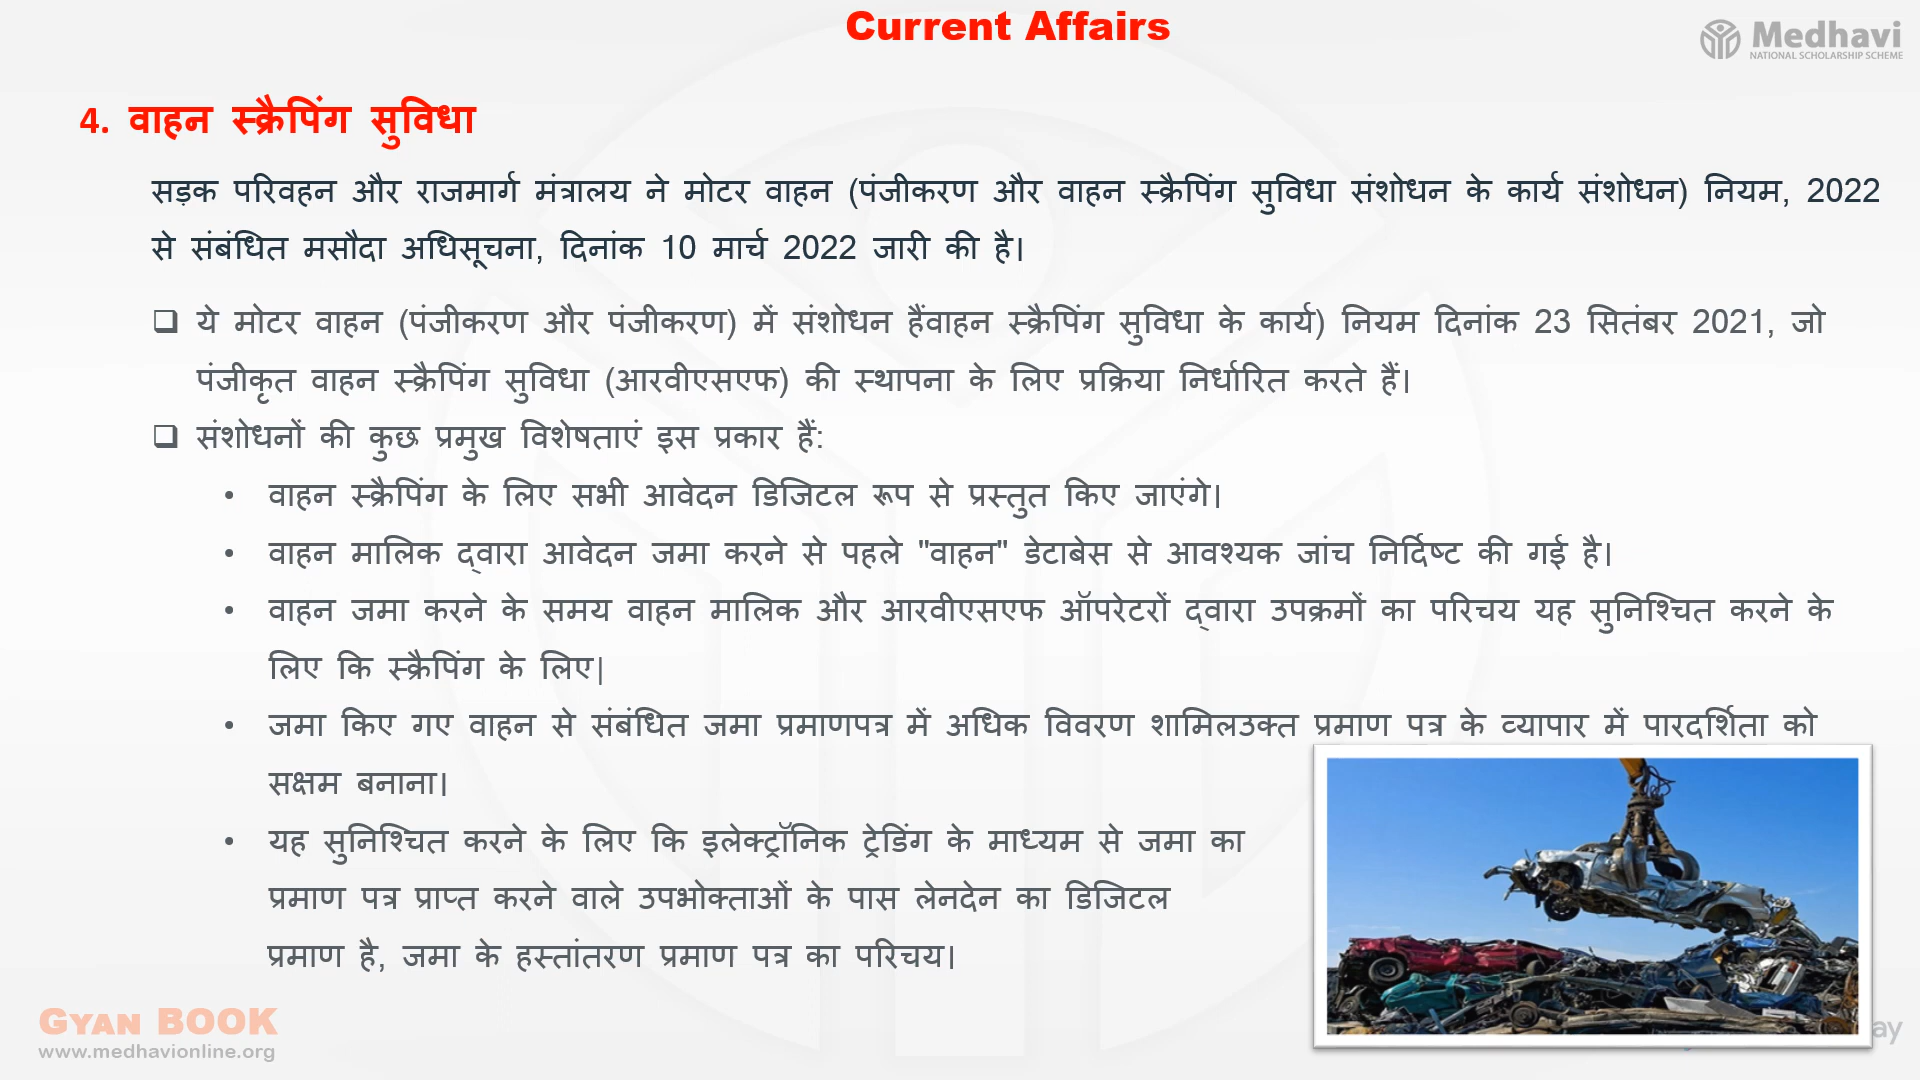 Current Affairs
Medhavi
NATIONAL SCHOLARSHIP SCHEME
4. वाहन स्क्रैपिंग सुविधा
सड़क परिवहन और राजमार्ग मंत्रालय ने मोटर वाहन (पंजीकरण और वाहन स्क्रैपिंग सुविधा संशोधन के कार्य संशोधन) नियम, 2022
से संबंधित मसौदा अधिसूचना, दिनांक 10 मार्च 2022 जारी की है।
❑ ये मोटर वाहन (पंजीकरण और पंजीकरण) में संशोधन हैंवाहन स्क्रैपिंग सुविधा के कार्य) नियम दिनांक 23 सितंबर 2021, जो
पंजीकृत वाहन स्क्रैपिंग सुविधा (आरवीएसएफ) की स्थापना के लिए प्रक्रिया निर्धारित करते हैं।
❑ संशोधनों की कुछ प्रमुख विशेषताएं इस प्रकार हैं:
• वाहन स्क्रैपिंग के लिए सभी आवेदन डिजिटल रूप से प्रस्तुत किए जाएंगे।
• वाहन मालिक द्वारा आवेदन जमा करने से पहले "वाहन" डेटाबेस से आवश्यक जांच निर्दिष्ट की गई है।
• वाहन जमा करने के समय वाहन मालिक और आरवीएसएफ ऑपरेटरों द्वारा उपक्रमों का परिचय यह सुनिश्चित करने के
लिए कि स्क्रैपिंग के लिए|
• जमा किए गए वाहन से संबंधित जमा प्रमाणपत्र में अधिक विवरण शामिलउक्त प्रमाण पत्र के व्यापार में पारदर्शिता को
सक्षम बनाना।
• यह सुनिश्चित करने के लिए कि इलेक्ट्रॉनिक ट्रेडिंग के माध्यम से जमा का
प्रमाण पत्र प्राप्त करने वाले उपभोक्ताओं के पास लेनदेन का डिजिटल
प्रमाण है, जमा के हस्तांतरण प्रमाण पत्र का परिचय।
GYAN BOOK
www.medhavionline.org